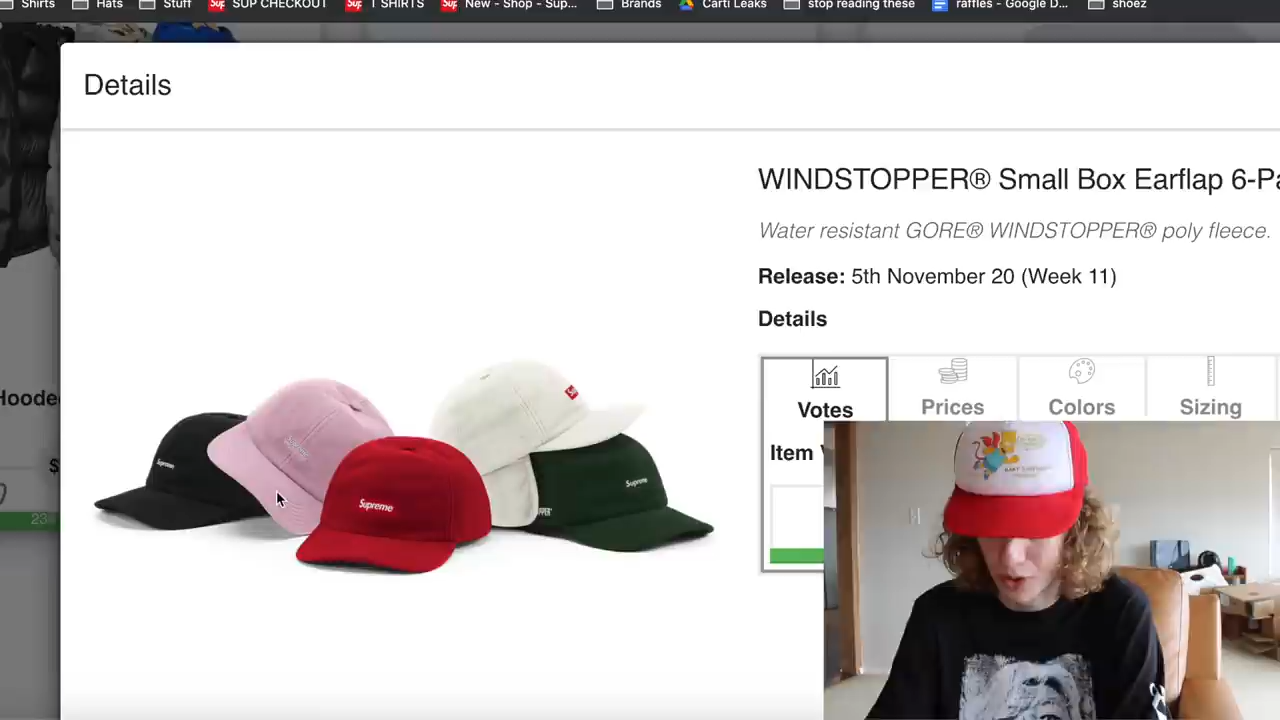 Shirts Hats Stuff SUP CHECKOUT T SHIRTS New - Shop - Sup... Brands Carti Leaks stop reading these raffles - Google D... shoez
Details
WINDSTOPPER® Small Box Earflap 6-Pa
Water resistant GORE® WINDSTOPPER® poly fleece.
Release: 5th November 20 (Week 11)
Details
Votes Prices Colors Sizing
Item
Hoode
$
23
Supreme
Supreme
Supreme
Supreme